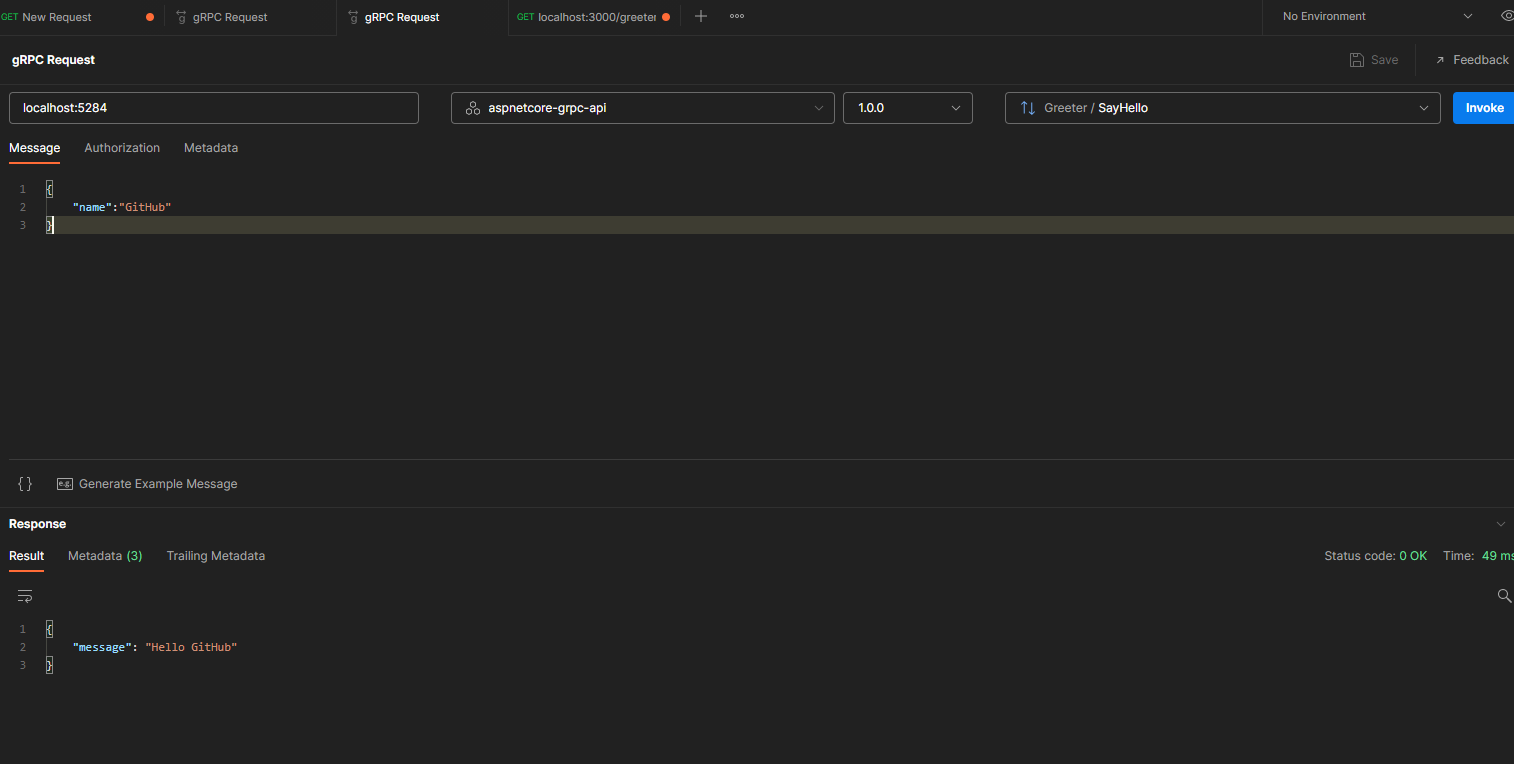 GET New Request gRPC Request gRPC Request GET localhost:3000/greeter No Environment
gRPC Request Save Feedback
localhost:5284 aspnetcore-grpc-api 1.0.0 Greeter / SayHello Invoke
Message Authorization Metadata
1 {
2 "name":"GitHub"
3 }
{ } e.g. Generate Example Message
Response
Result Metadata (3) Trailing Metadata Status code: 0 OK Time: 49 ms
1 {
2 "message": "Hello GitHub"
3 }